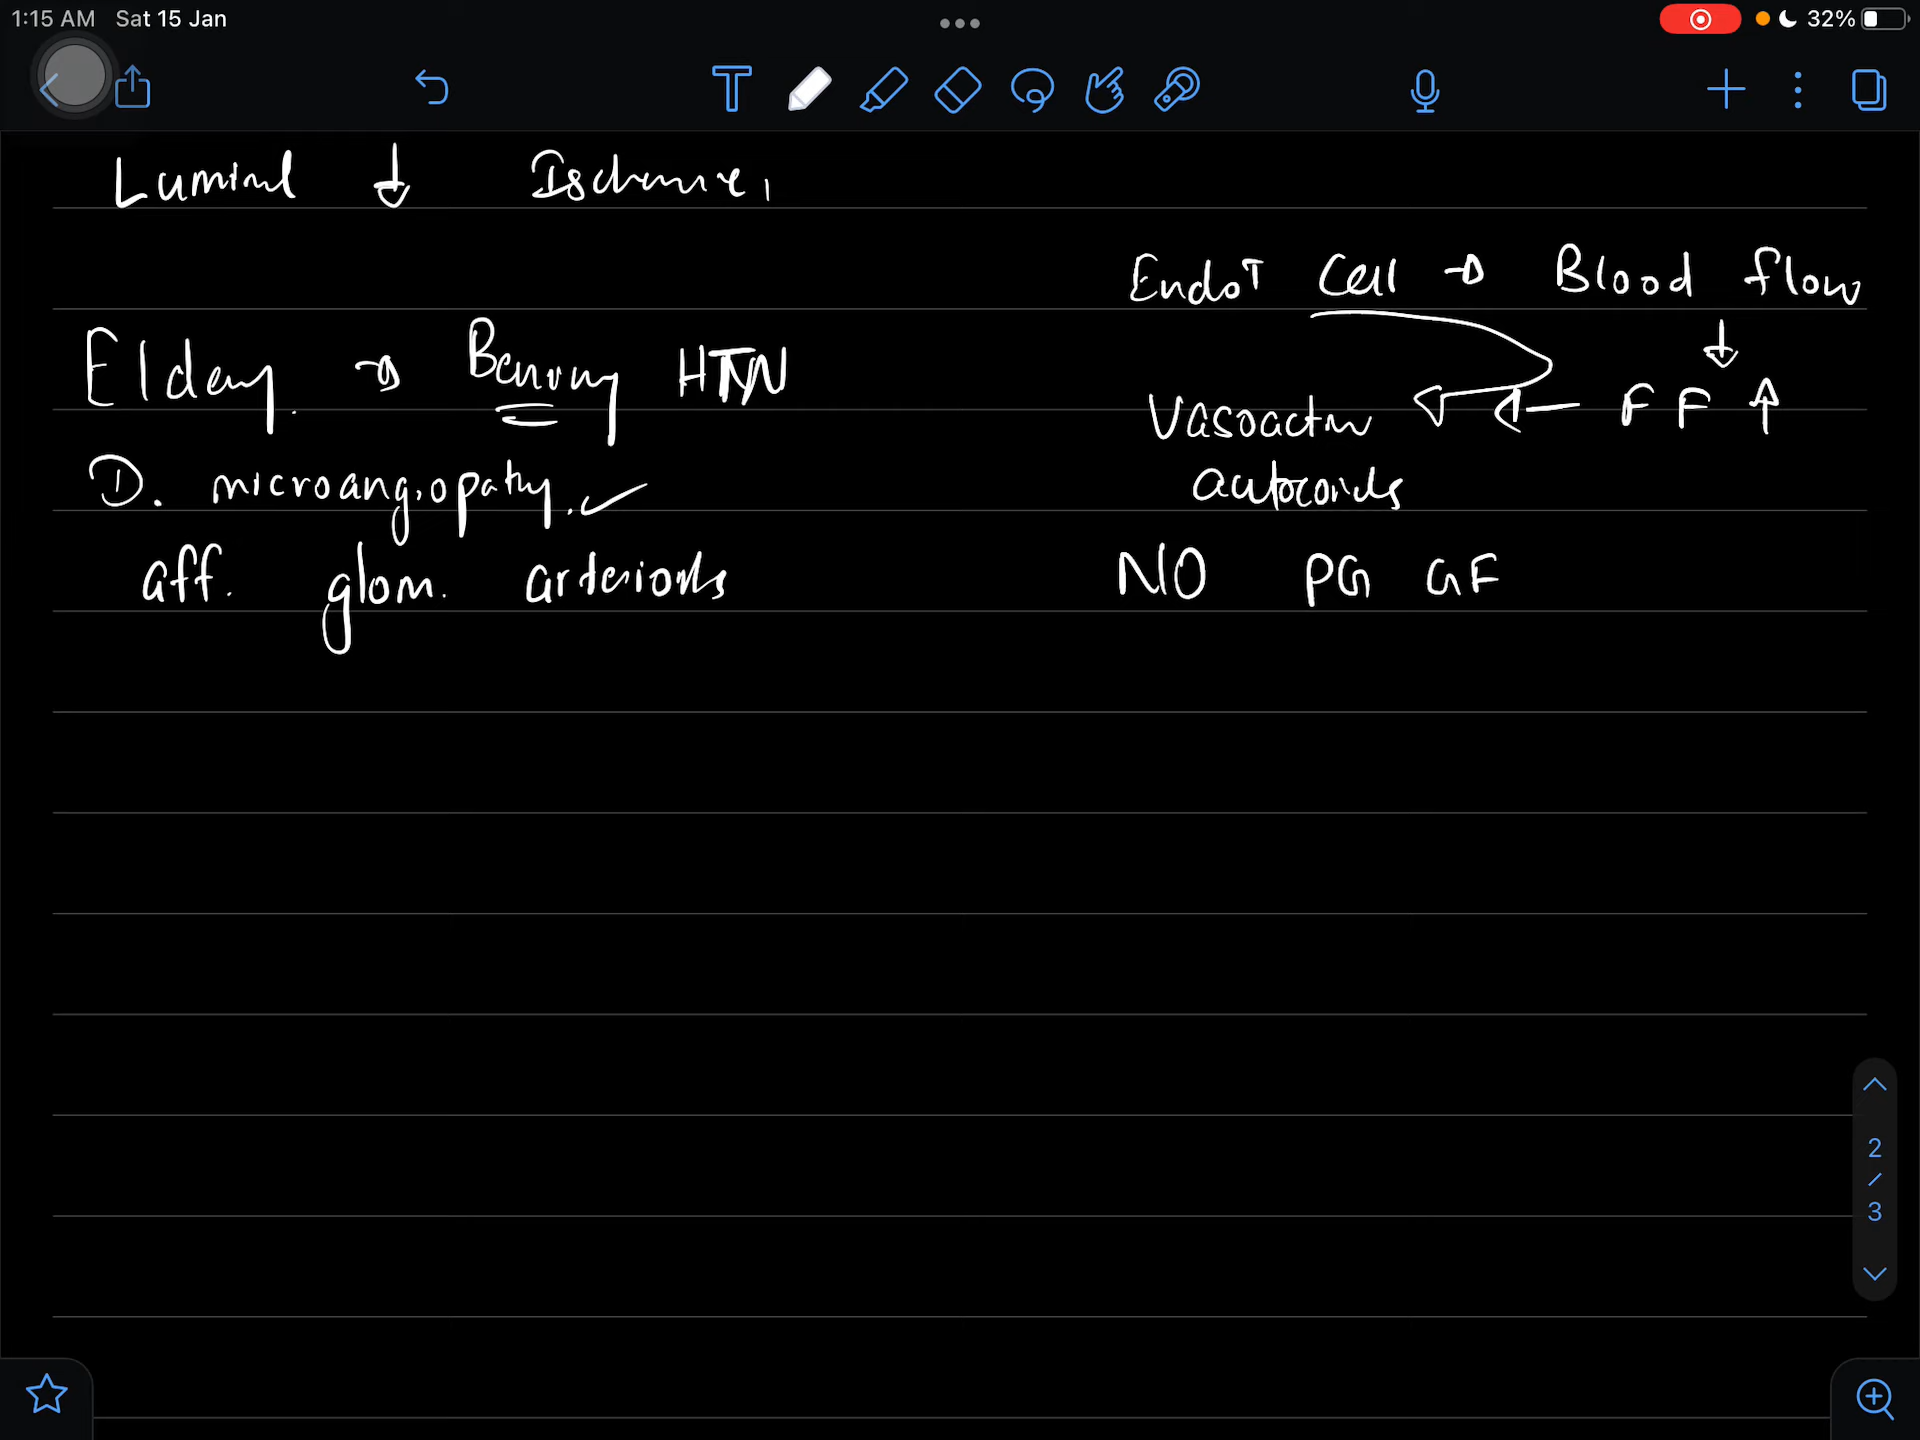 1:15 AM Sat 15 Jan
32%
Luminal ↓ Ischemia,
Endo⊤ Cell → Blood flow
↓
Elderly. → Benign HTN
FF ↑
Vasoactive
D. microangiopathy. ✓
autocoids
aff. glom. arterioles
NO PG GF
2
/
3